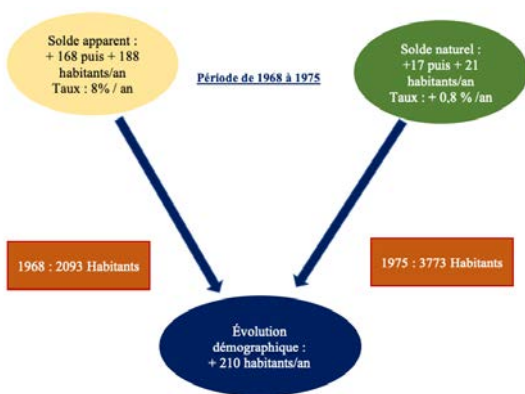 Solde apparent :
+ 168 puis + 188
habitants/an
Taux : 8% / an
Période de 1968 à 1975
Solde naturel :
+17 puis + 21
habitants/an
Taux : + 0,8 % /an
1968 : 2093 Habitants
1975 : 3773 Habitants
Évolution
démographique :
+ 210 habitants/an